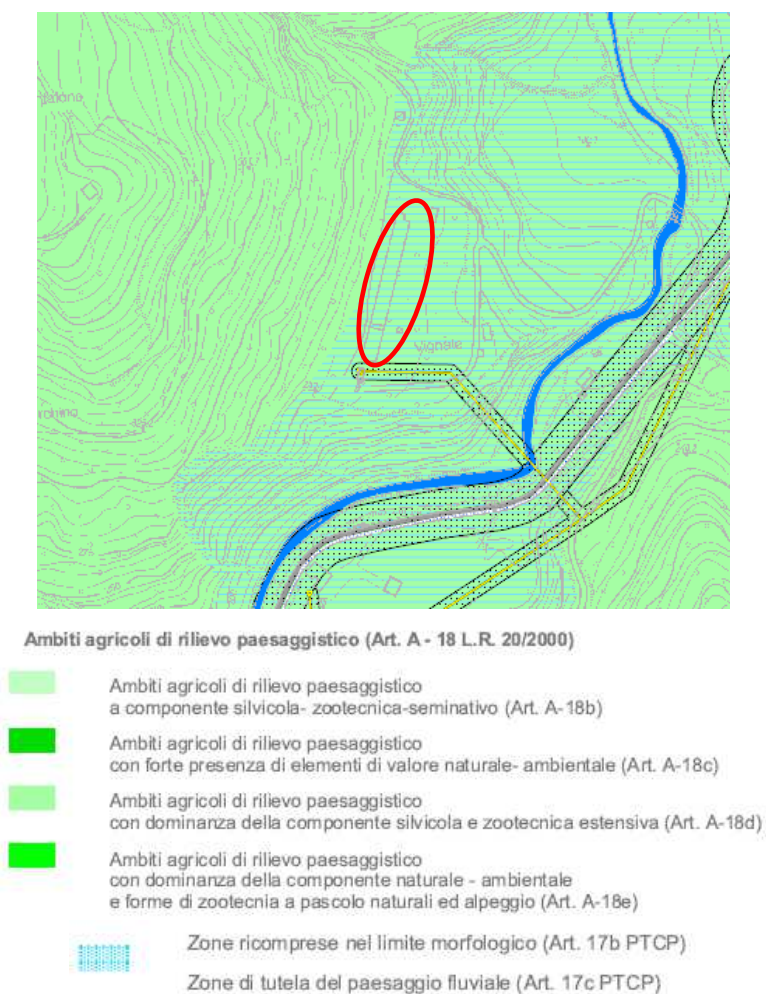 Vignale
Ambiti agricoli di rilievo paesaggistico (Art. A - 18 L.R. 20/2000)
Ambiti agricoli di rilievo paesaggistico
a componente silvicola- zootecnica-seminativo (Art. A-18b)
Ambiti agricoli di rilievo paesaggistico
con forte presenza di elementi di valore naturale- ambientale (Art. A-18c)
Ambiti agricoli di rilievo paesaggistico
con dominanza della componente silvicola e zootecnica estensiva (Art. A-18d)
Ambiti agricoli di rilievo paesaggistico
con dominanza della componente naturale - ambientale
e forme di zootecnia a pascolo naturali ed alpeggio (Art. A-18e)
Zone ricomprese nel limite morfologico (Art. 17b PTCP)
Zone di tutela del paesaggio fluviale (Art. 17c PTCP)